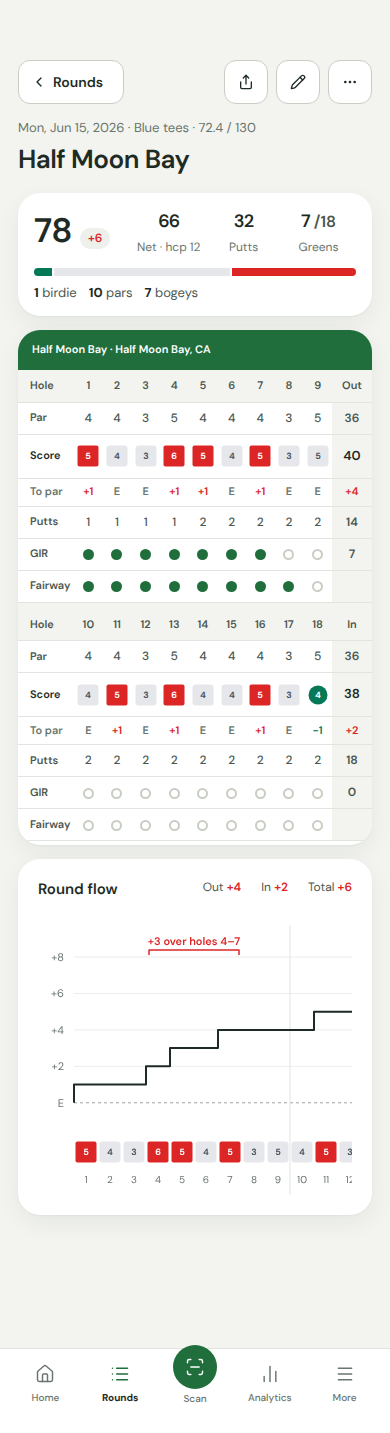 Rounds
Mon, Jun 15, 2026 · Blue tees · 72.4 / 130
Half Moon Bay
78 +6 66 32 7 /18
Net · hcp 12 Putts Greens
1 birdie 10 pars 7 bogeys
Half Moon Bay · Half Moon Bay, CA
Hole 1 2 3 4 5 6 7 8 9 Out
Par 4 4 3 5 4 4 4 3 5 36
Score 5 4 3 6 5 4 5 3 5 40
To par +1 E E +1 +1 E +1 E E +4
Putts 1 1 1 1 2 2 2 2 2 14
GIR 7
Fairway
Hole 10 11 12 13 14 15 16 17 18 In
Par 4 4 3 5 4 4 4 3 5 36
Score 4 5 3 6 4 4 5 3 4 38
To par E +1 E +1 E E +1 E −1 +2
Putts 2 2 2 2 2 2 2 2 2 18
GIR 0
Fairway
Round flow Out +4 In +2 Total +6
+3 over holes 4–7
+8
+6
+4
+2
E
5 4 3 6 5 4 5 3 5 4 5 3
1 2 3 4 5 6 7 8 9 10 11 12
Home Rounds Scan Analytics More